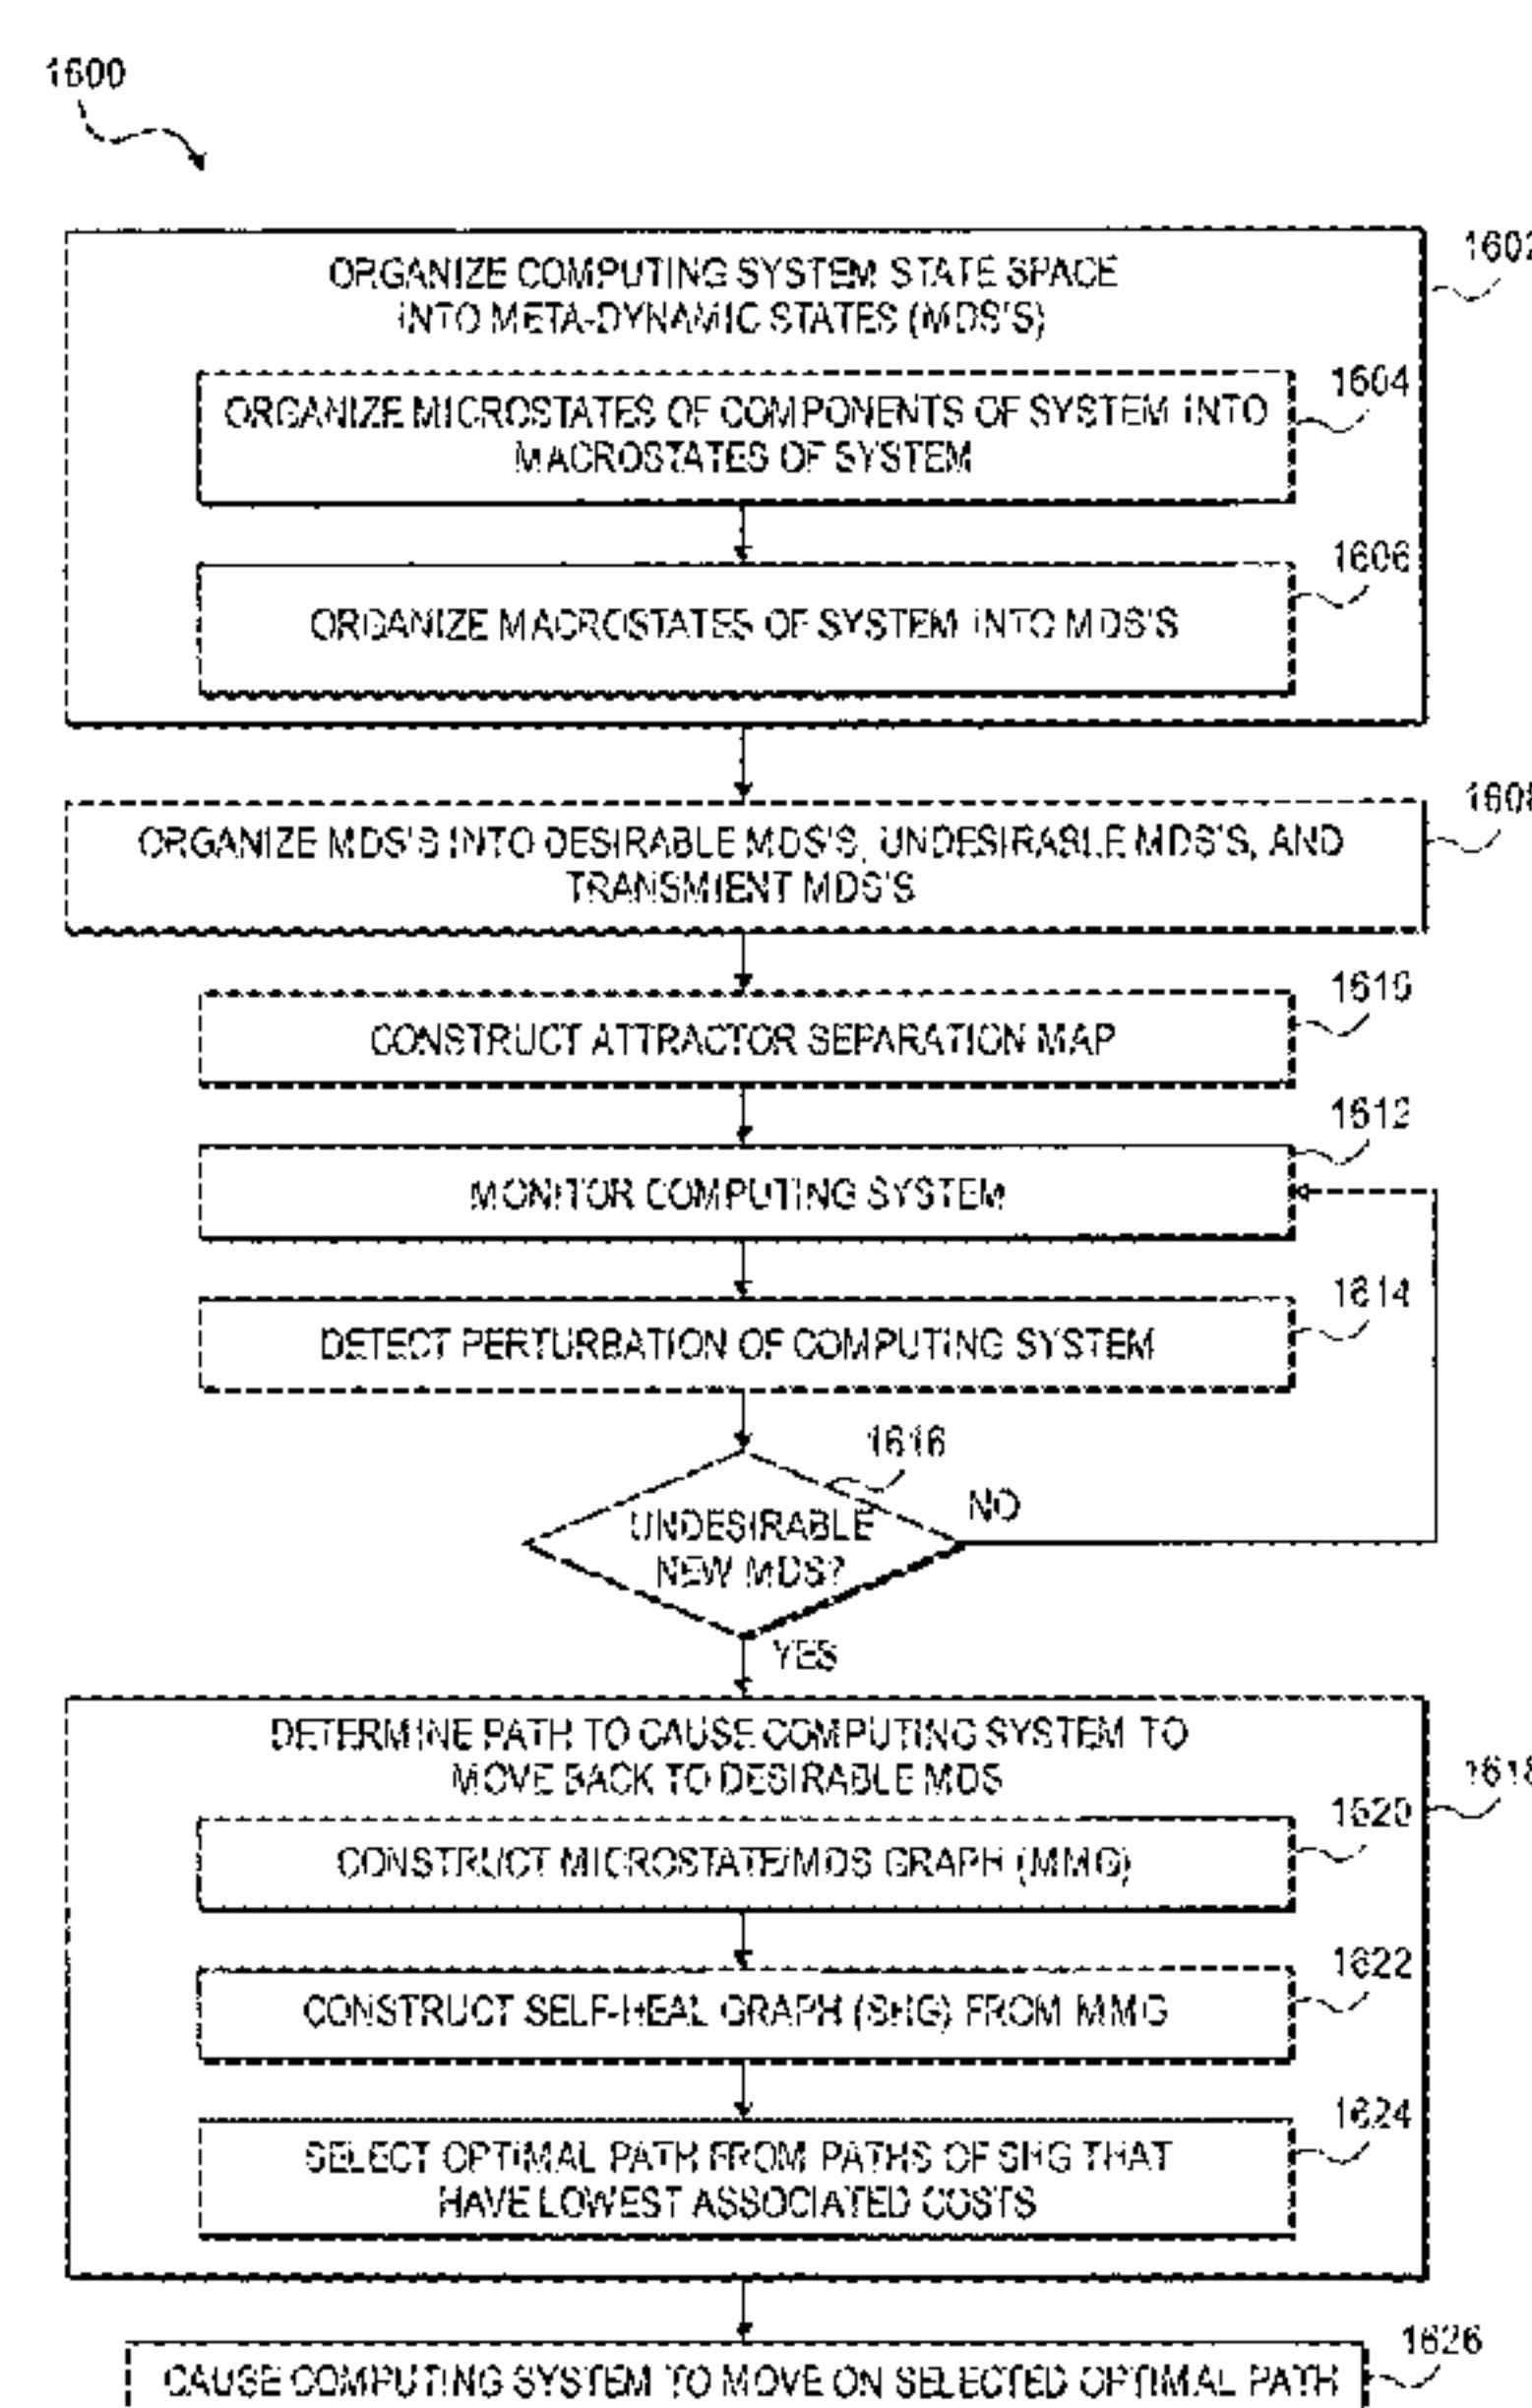 1600
1602
ORGANIZE COMPUTING SYSTEM STATE SPACE
INTO META-DYNAMIC STATES (MDS'S)
1604
ORGANIZE MICROSTATES OF COMPONENTS OF SYSTEM INTO
MACROSTATES OF SYSTEM
1606
ORGANIZE MACROSTATES OF SYSTEM INTO MDS'S
1608
ORGANIZE MDS'S INTO DESIRABLE MDS'S, UNDESIRABLE MDS'S, AND
TRANSMIENT MDS'S
1610
CONSTRUCT ATTRACTOR SEPARATION MAP
1612
MONITOR COMPUTING SYSTEM
1614
DETECT PERTURBATION OF COMPUTING SYSTEM
1616
NO
UNDESIRABLE
NEW MDS?
YES
DETERMINE PATH TO CAUSE COMPUTING SYSTEM TO
MOVE BACK TO DESIRABLE MDS
1618
1620
CONSTRUCT MICROSTATE/MDS GRAPH (MMG)
1622
CONSTRUCT SELF-HEAL GRAPH (SHG) FROM MMG
1624
SELECT OPTIMAL PATH FROM PATHS OF SHG THAT
HAVE LOWEST ASSOCIATED COSTS
1626
CAUSE COMPUTING SYSTEM TO MOVE ON SELECTED OPTIMAL PATH